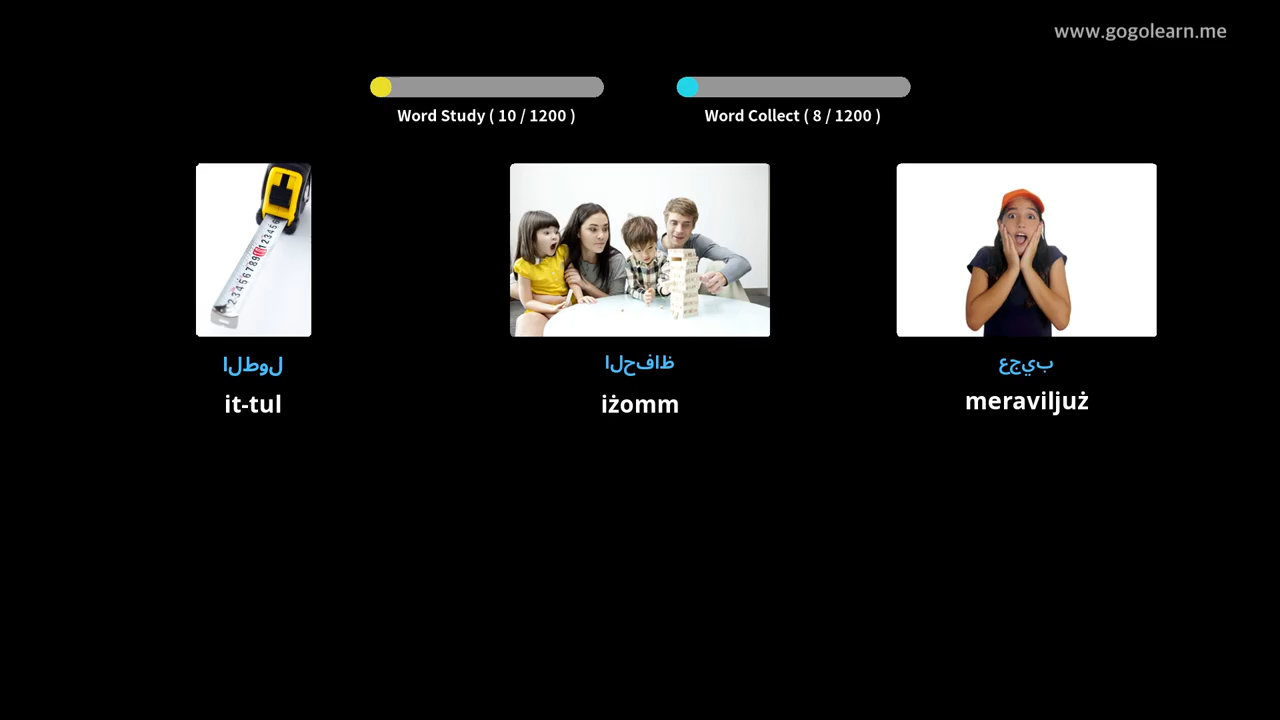 www.gogolearn.me
Word Study ( 10 / 1200 )
Word Collect ( 8 / 1200 )
الطول
it-tul
الحفاظ
iżomm
عجيب
meraviljuż